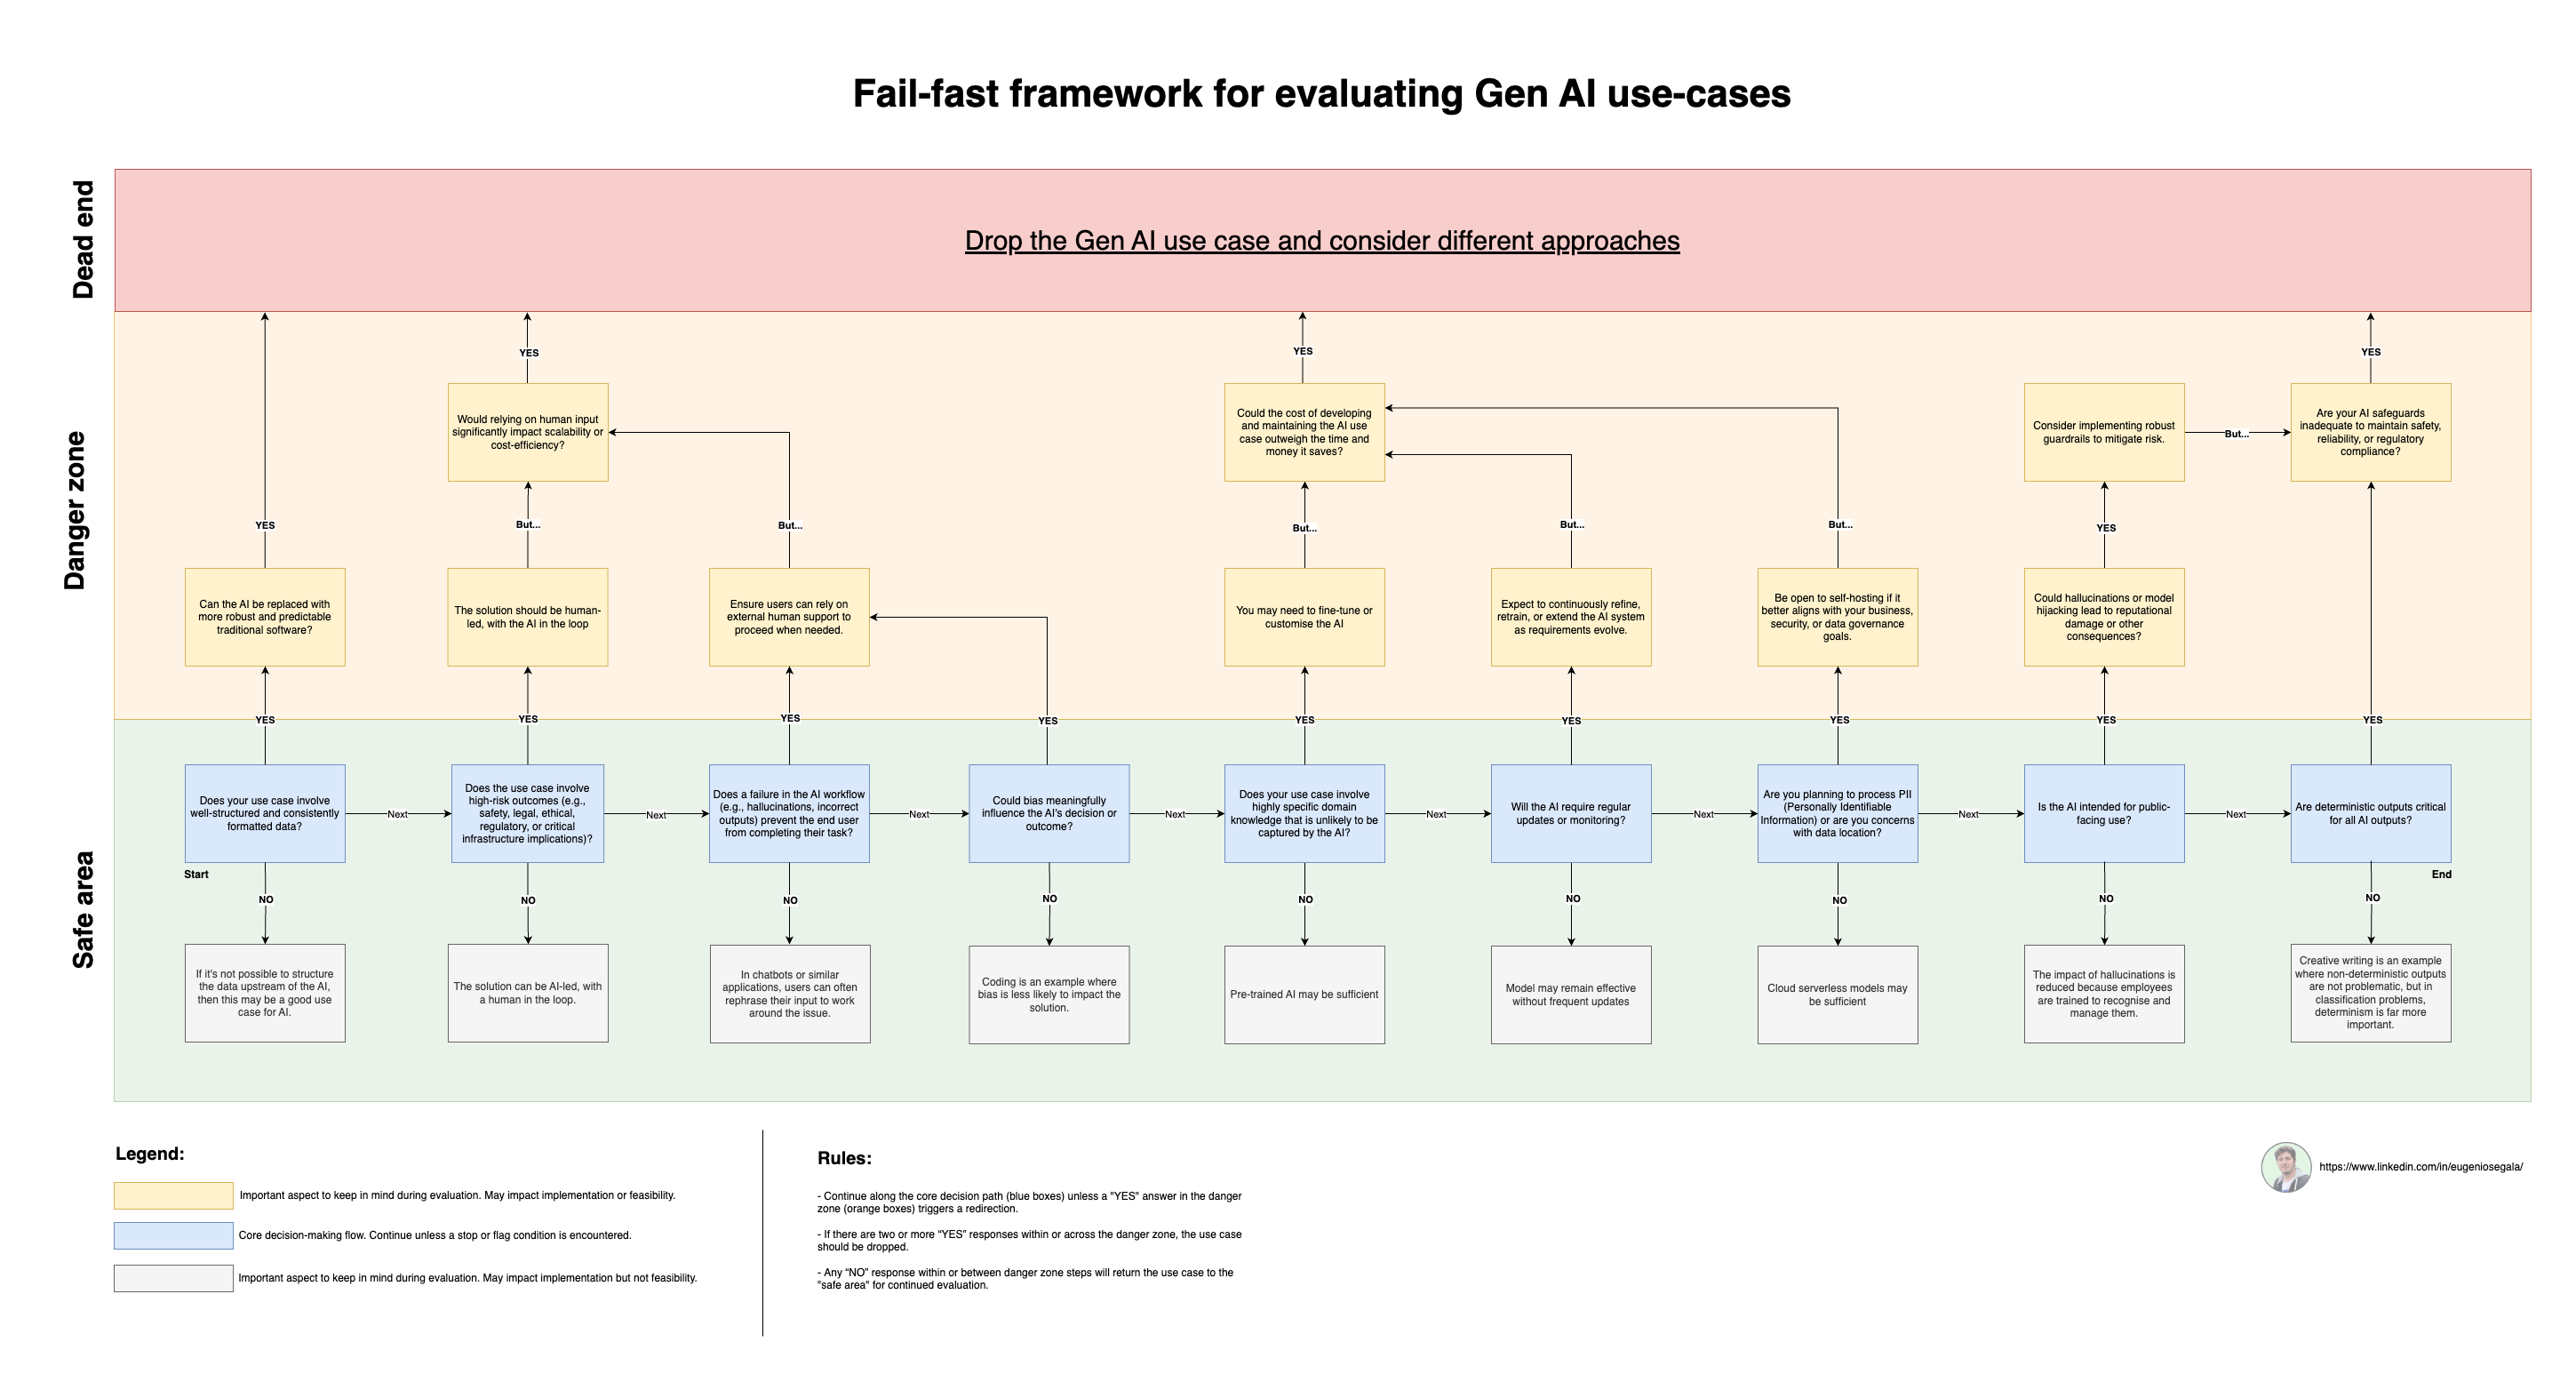 Fail-fast framework for evaluating Gen AI use-cases
Dead end
Drop the Gen AI use case and consider different approaches
Danger zone
YES
YES
YES
YES
Would relying on human input
significantly impact scalability or
cost-efficiency?
Could the cost of developing
and maintaining the AI use
case outweigh the time and
money it saves?
Consider implementing robust
guardrails to mitigate risk.
But...
Are your AI safeguards
inadequate to maintain safety,
reliability, or regulatory
compliance?
YES
But...
But...
But...
But...
But...
YES
Can the AI be replaced with
more robust and predictable
traditional software?
The solution should be human-
led, with the AI in the loop
Ensure users can rely on
external human support to
proceed when needed.
You may need to fine-tune or
customise the AI
Expect to continuously refine,
retrain, or extend the AI system
as requirements evolve.
Be open to self-hosting if it
better aligns with your business,
security, or data governance
goals.
Could hallucinations or model
hijacking lead to reputational
damage or other
consequences?
YES
YES
YES
YES
YES
YES
YES
YES
YES
Safe area
Does your use case involve
well-structured and consistently
formatted data?
Next
Does the use case involve
high-risk outcomes (e.g.,
safety, legal, ethical,
regulatory, or critical
infrastructure implications)?
Next
Does a failure in the AI workflow
(e.g., hallucinations, incorrect
outputs) prevent the end user
from completing their task?
Next
Could bias meaningfully
influence the AI's decision or
outcome?
Next
Does your use case involve
highly specific domain
knowledge that is unlikely to be
captured by the AI?
Next
Will the AI require regular
updates or monitoring?
Next
Are you planning to process PII
(Personally Identifiable
Information) or are you concerns
with data location?
Next
Is the AI intended for public-
facing use?
Next
Are deterministic outputs critical
for all AI outputs?
Start
End
NO
NO
NO
NO
NO
NO
NO
NO
NO
If it's not possible to structure
the data upstream of the AI,
then this may be a good use
case for AI.
The solution can be AI-led, with
a human in the loop.
In chatbots or similar
applications, users can often
rephrase their input to work
around the issue.
Coding is an example where
bias is less likely to impact the
solution.
Pre-trained AI may be sufficient
Model may remain effective
without frequent updates
Cloud serverless models may
be sufficient
The impact of hallucinations is
reduced because employees
are trained to recognise and
manage them.
Creative writing is an example
where non-deterministic outputs
are not problematic, but in
classification problems,
determinism is far more
important.
Legend:
Important aspect to keep in mind during evaluation. May impact implementation or feasibility.
Core decision-making flow. Continue unless a stop or flag condition is encountered.
Important aspect to keep in mind during evaluation. May impact implementation but not feasibility.
Rules:
- Continue along the core decision path (blue boxes) unless a "YES" answer in the danger
zone (orange boxes) triggers a redirection.
- If there are two or more “YES” responses within or across the danger zone, the use case
should be dropped.
- Any “NO” response within or between danger zone steps will return the use case to the
"safe area" for continued evaluation.
https://www.linkedin.com/in/eugeniosegala/